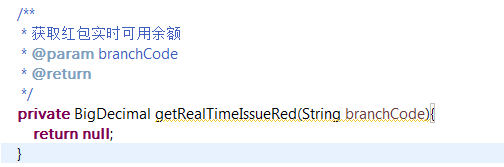 /**
 * 获取红包实时可用余额
 * @param branchCode
 * @return
 */
private BigDecimal getRealTimeIssueRed(String branchCode){
    return null;
}